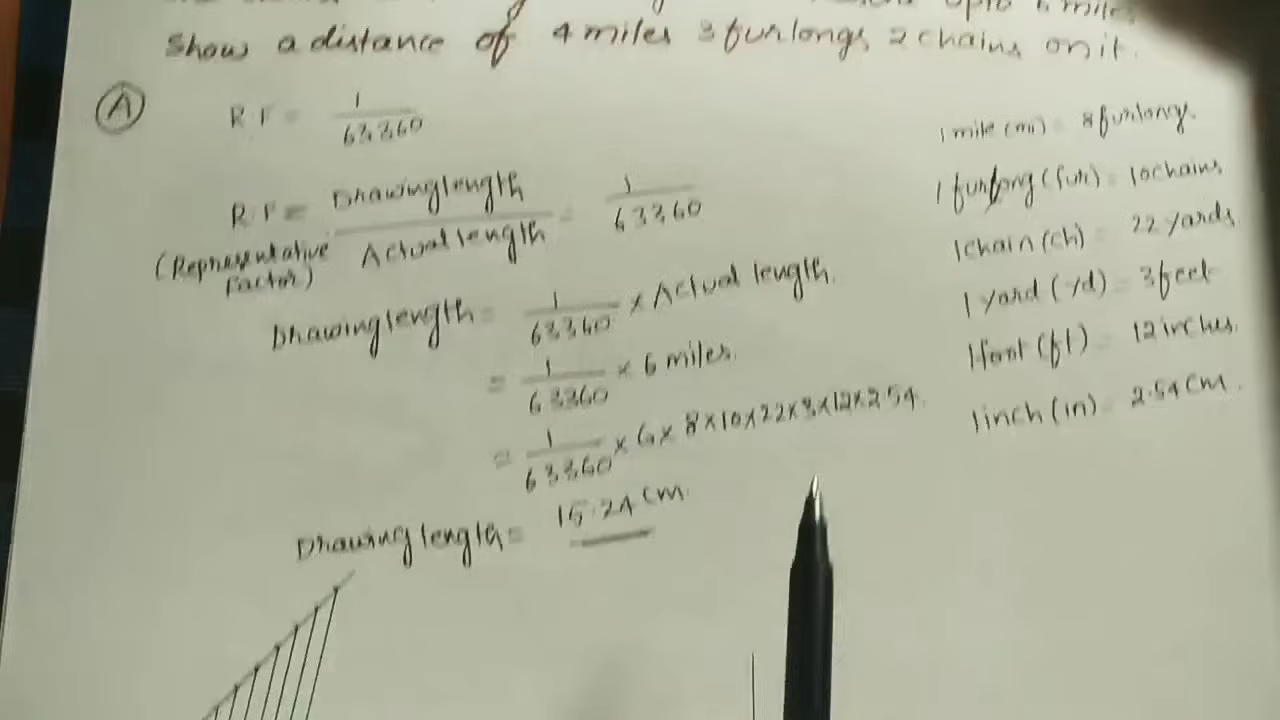 upto 6 miles.
Show a distance of 4 miles 3 furlongs 2 chains on it.
A
R.F = 1/63360
R.F = Drawing length/Actual length = 1/63360
(Representative Factor)
Drawing length = 1/63360 × Actual length.
= 1/63360 × 6 miles.
= 1/63360 × 6 × 8×10×22×3×12×2.54.
Drawing length = 15.24 cm.
1 mile (mi) = 8 furlong.
1 furlong (fur) = 10 chains
1 chain (ch) = 22 yards.
1 yard (yd) = 3 feet
1 foot (ft) = 12 inches.
1 inch (in) = 2.54 cm.